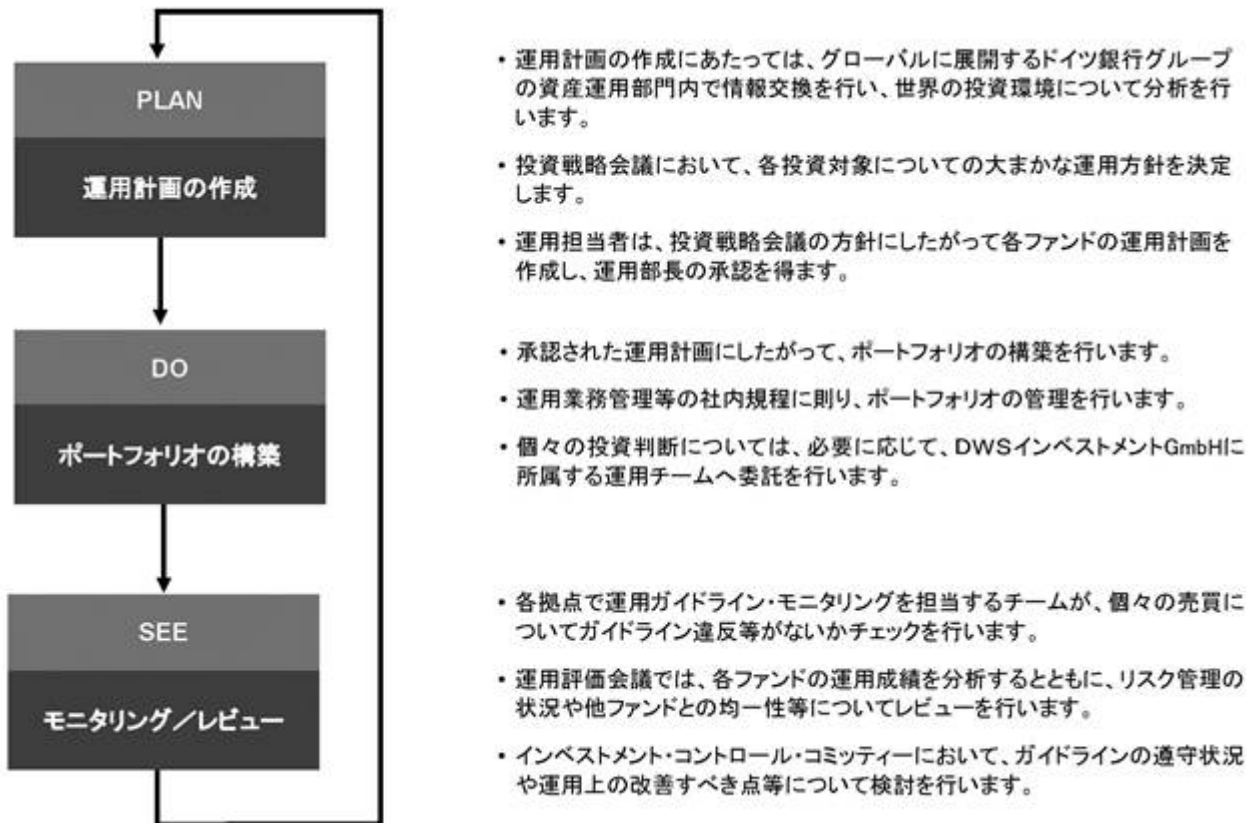 PLAN
運用計画の作成
・運用計画の作成にあたっては、グローバルに展開するドイツ銀行グループ
の資産運用部門内で情報交換を行い、世界の投資環境について分析を行
います。
・投資戦略会議において、各投資対象についての大まかな運用方針を決定
します。
・運用担当者は、投資戦略会議の方針にしたがって各ファンドの運用計画を
作成し、運用部長の承認を得ます。
DO
ポートフォリオの構築
・承認された運用計画にしたがって、ポートフォリオの構築を行います。
・運用業務管理等の社内規程に則り、ポートフォリオの管理を行います。
・個々の投資判断については、必要に応じて、DWSインベストメントGmbHに
所属する運用チームへ委託を行います。
SEE
モニタリング／レビュー
・各拠点で運用ガイドライン・モニタリングを担当するチームが、個々の売買に
ついてガイドライン違反等がないかチェックを行います。
・運用評価会議では、各ファンドの運用成績を分析するとともに、リスク管理の
状況や他ファンドとの均一性等についてレビューを行います。
・インベストメント・コントロール・コミッティーにおいて、ガイドラインの遵守状況
や運用上の改善すべき点等について検討を行います。